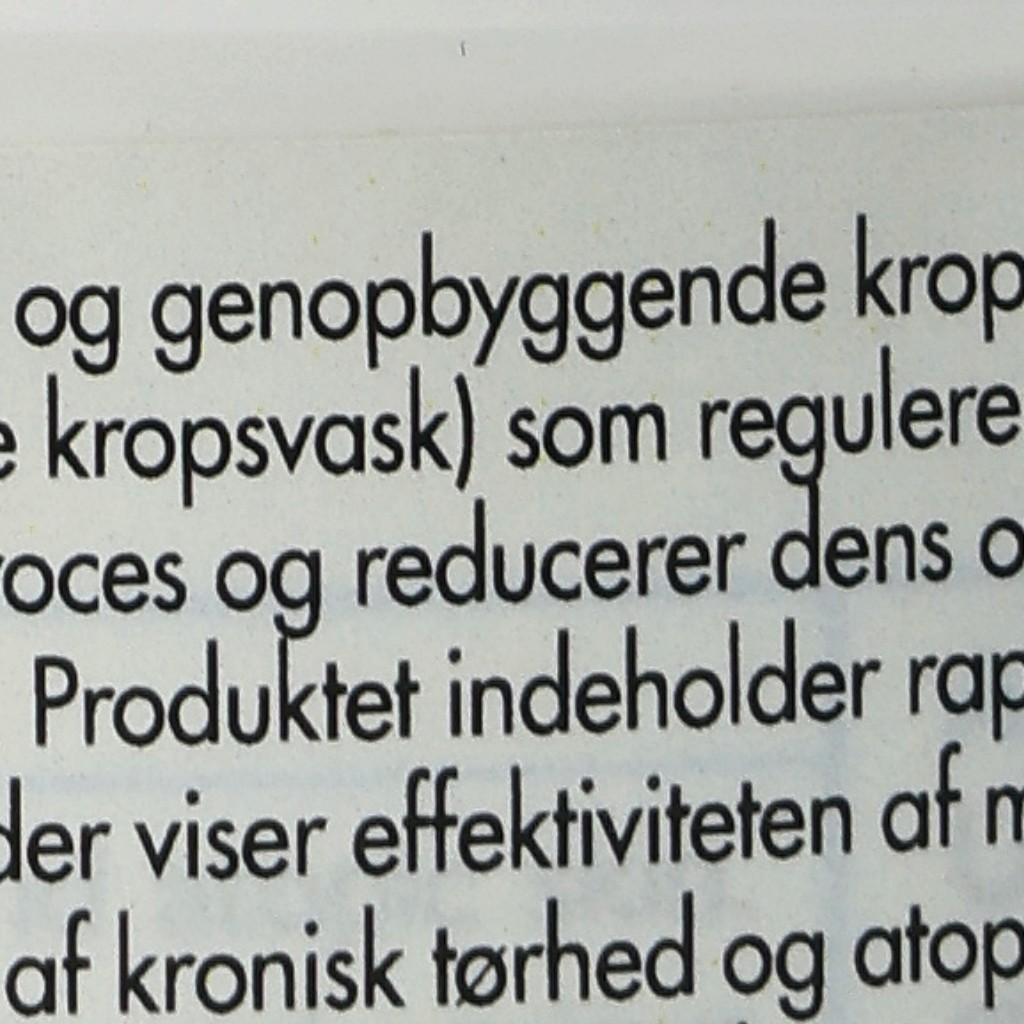 og genopbyggende krop
kropsvask) som regulere
og reducerer dens
Produktet indeholder rap
der viser effektiviteten af
af kronisk tørhed og atop